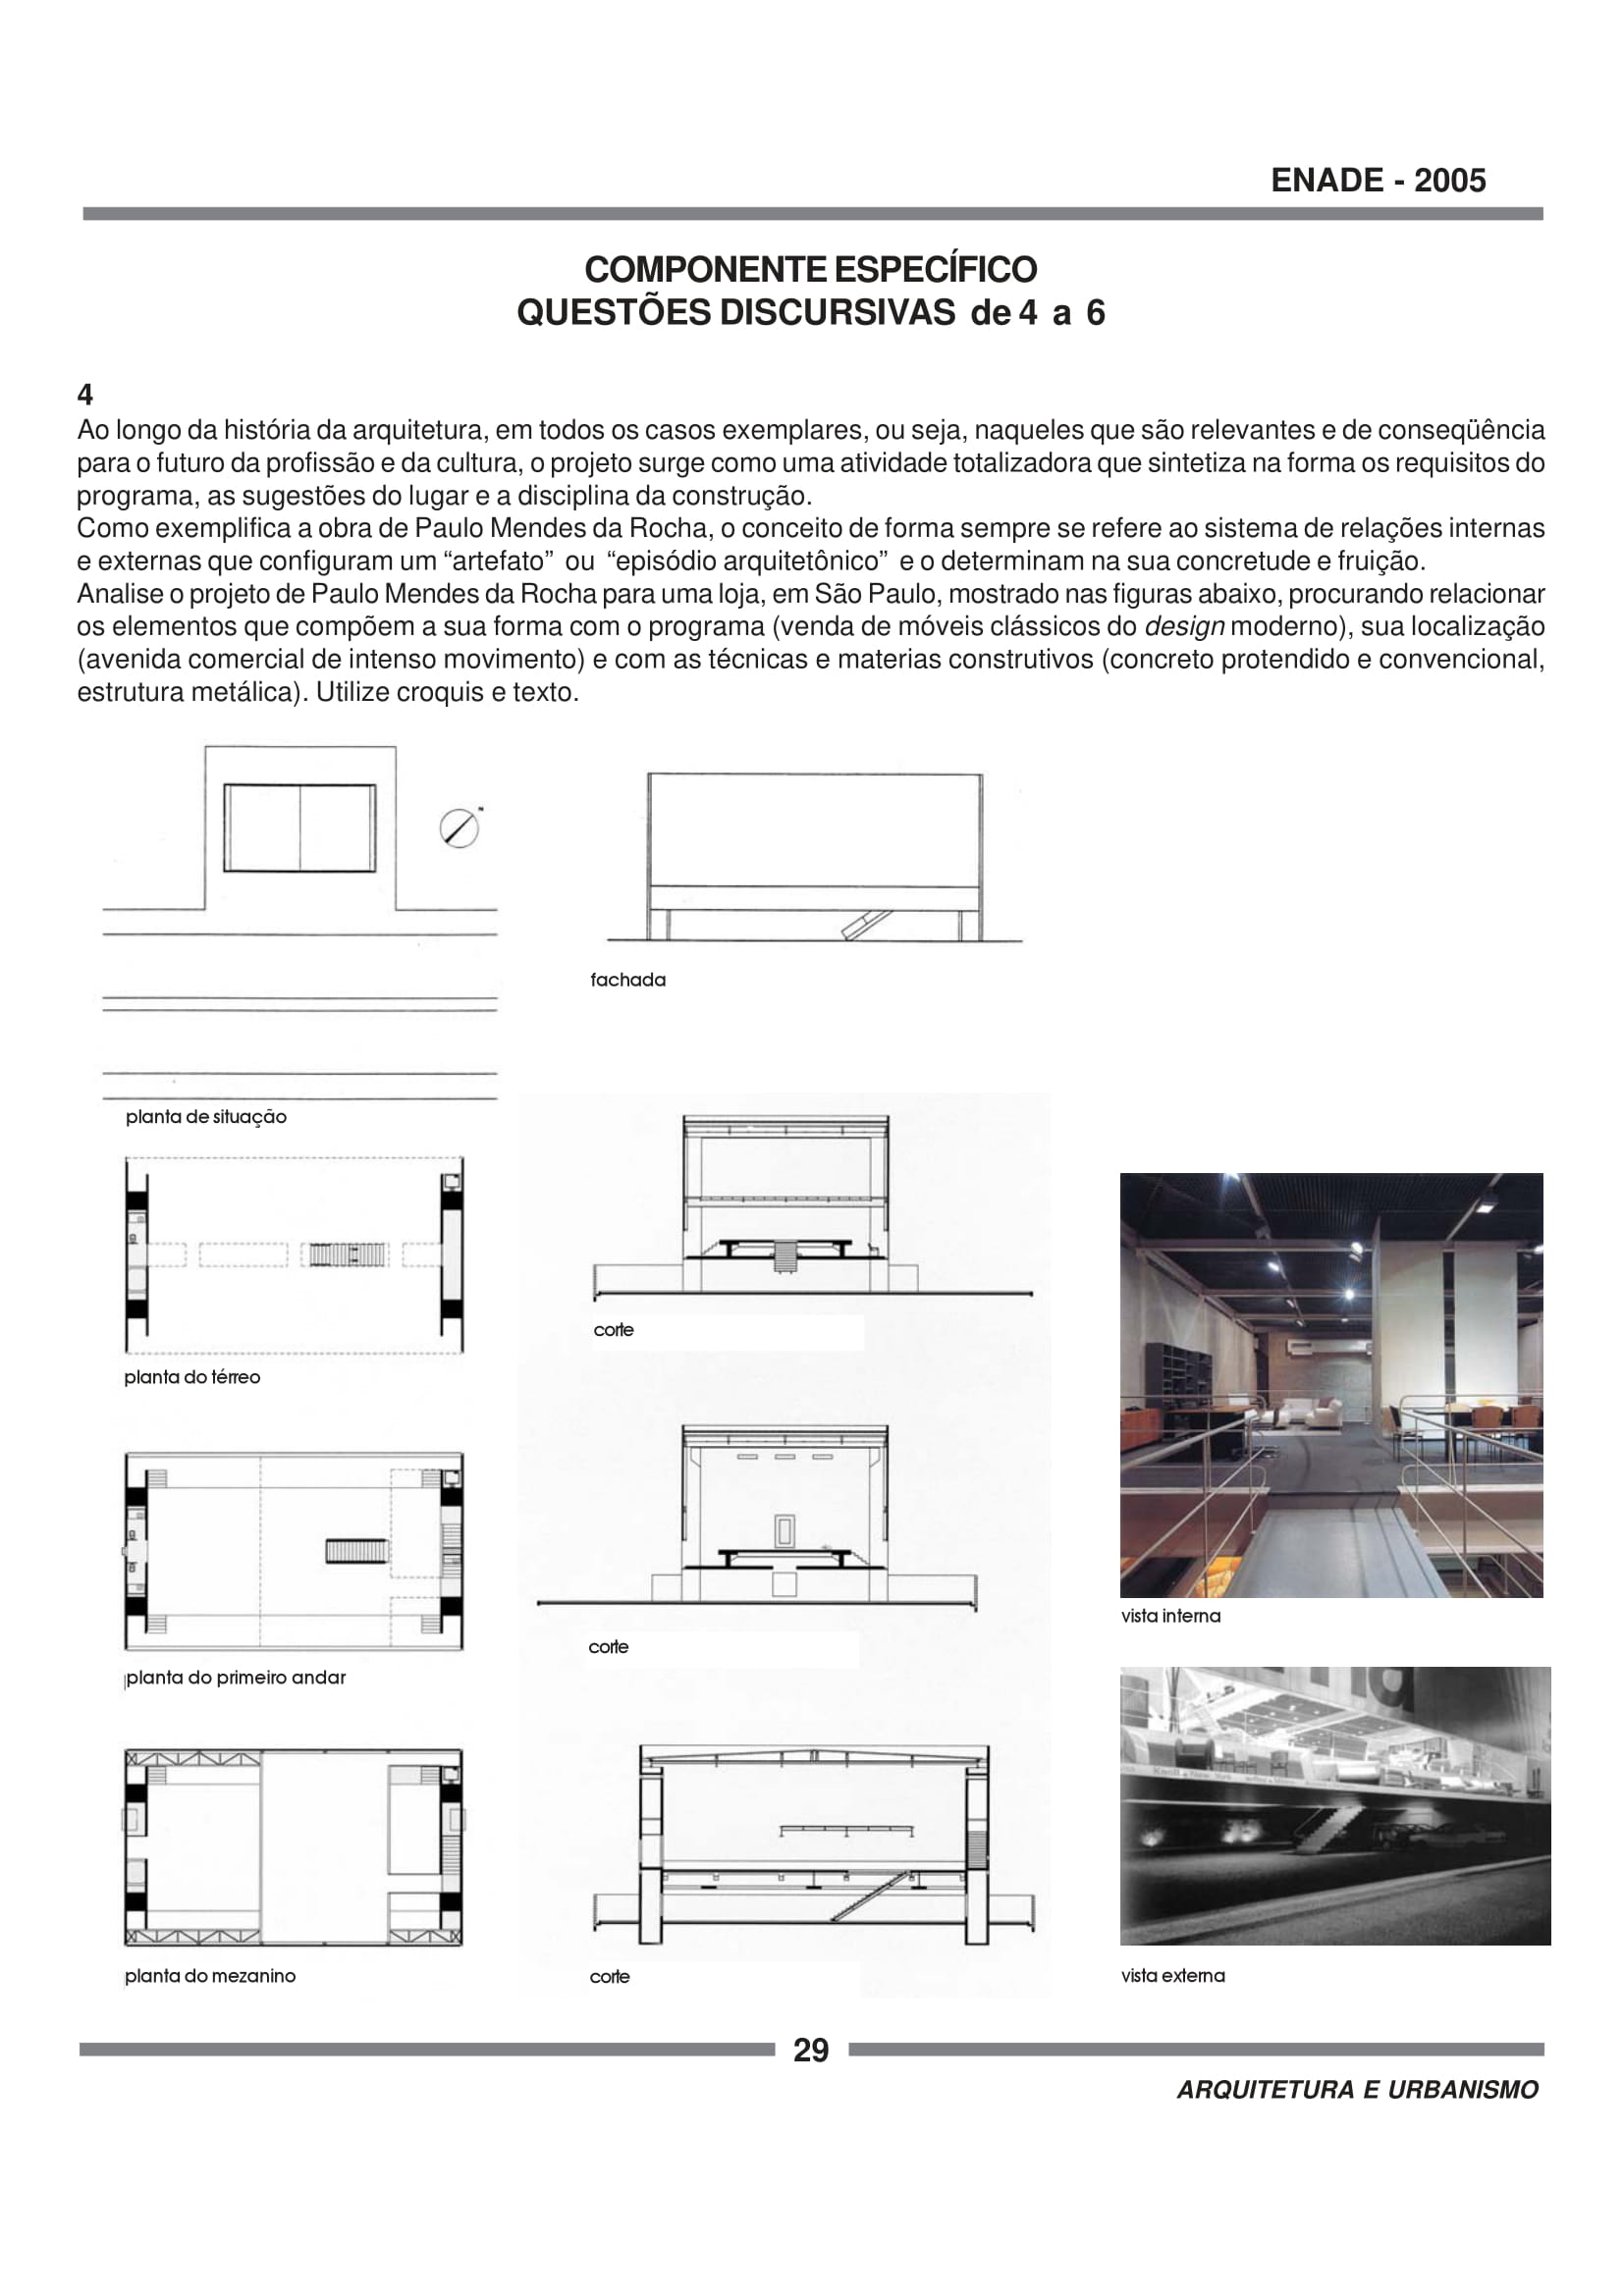 ENADE - 2005
COMPONENTE ESPECÍFICO
QUESTÕES DISCURSIVAS de 4 a 6
4
Ao longo da história da arquitetura, em todos os casos exemplares, ou seja, naqueles que são relevantes e de conseqüência
para o futuro da profissão e da cultura, o projeto surge como uma atividade totalizadora que sintetiza na forma os requisitos do
programa, as sugestões do lugar e a disciplina da construção.
Como exemplifica a obra de Paulo Mendes da Rocha, o conceito de forma sempre se refere ao sistema de relações internas
e externas que configuram um “artefato” ou “episódio arquitetônico” e o determinam na sua concretude e fruição.
Analise o projeto de Paulo Mendes da Rocha para uma loja, em São Paulo, mostrado nas figuras abaixo, procurando relacionar
os elementos que compõem a sua forma com o programa (venda de móveis clássicos do design moderno), sua localização
(avenida comercial de intenso movimento) e com as técnicas e materias construtivos (concreto protendido e convencional,
estrutura metálica). Utilize croquis e texto.
fachada
planta de situação
corte
planta do térreo
corte
vista interna
planta do primeiro andar
planta do mezanino
corte
vista externa
29
ARQUITETURA E URBANISMO